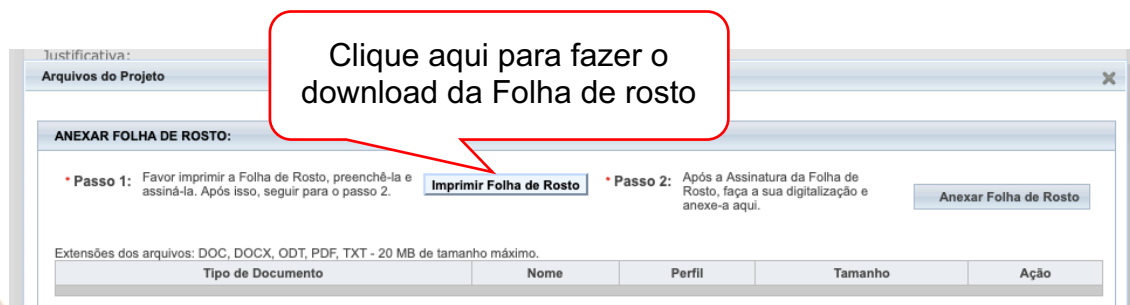 Clique aqui para fazer o
download da Folha de rosto
Justificativa:
Arquivos do Projeto
ANEXAR FOLHA DE ROSTO:
* Passo 1: Favor imprimir a Folha de Rosto, preenchê-la e
assiná-la. Após isso, seguir para o passo 2.
Imprimir Folha de Rosto
* Passo 2: Após a Assinatura da Folha de
Rosto, faça a sua digitalização e
anexe-a aqui.
Anexar Folha de Rosto
Extensões dos arquivos: DOC, DOCX, ODT, PDF, TXT - 20 MB de tamanho máximo.
Tipo de Documento Nome Perfil Tamanho Ação